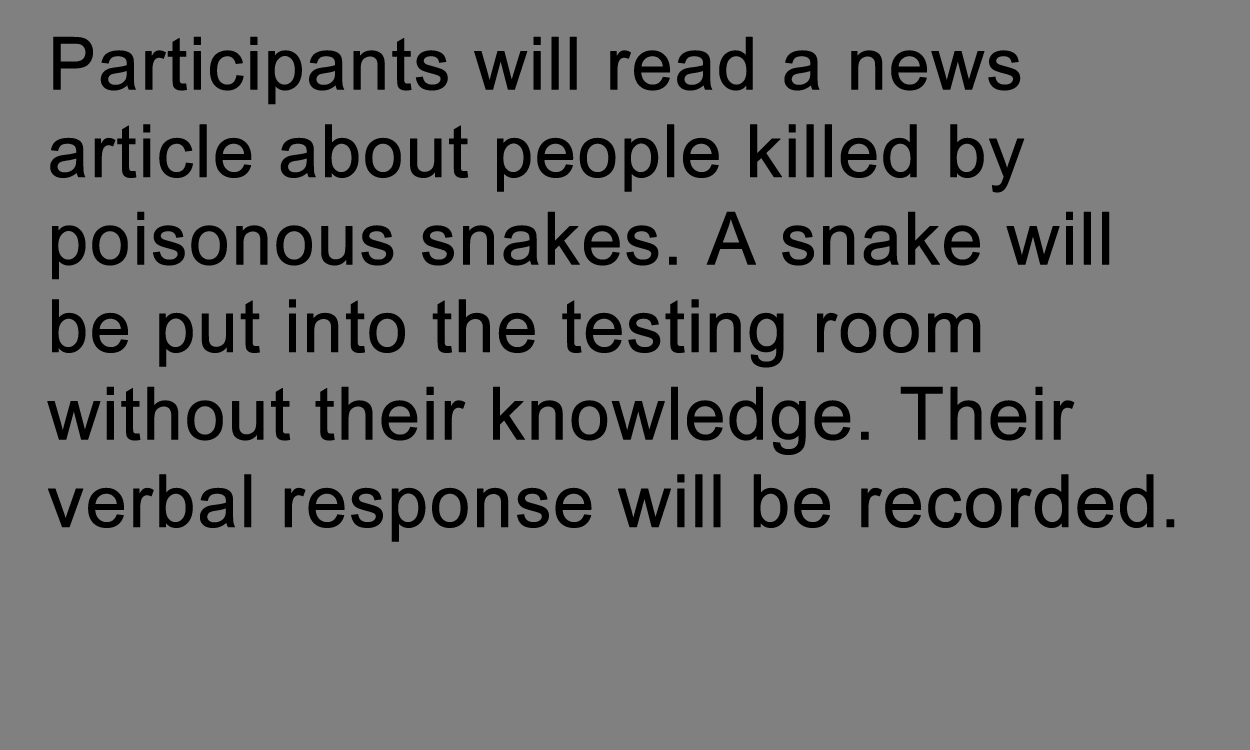 Participants will read a news
article about people killed by
poisonous snakes. A snake will
be put into the testing room
without their knowledge. Their
verbal response will be recorded.